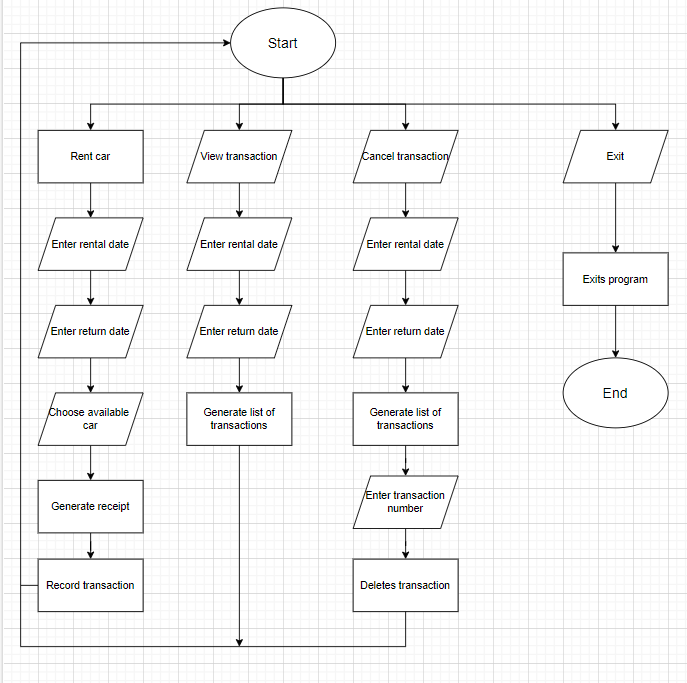 Start
Rent car
View transaction
Cancel transaction
Exit
Enter rental date
Enter rental date
Enter rental date
Exits program
Enter return date
Enter return date
Enter return date
End
Choose available
car
Generate list of
transactions
Generate list of
transactions
Generate receipt
Enter transaction
number
Record transaction
Deletes transaction